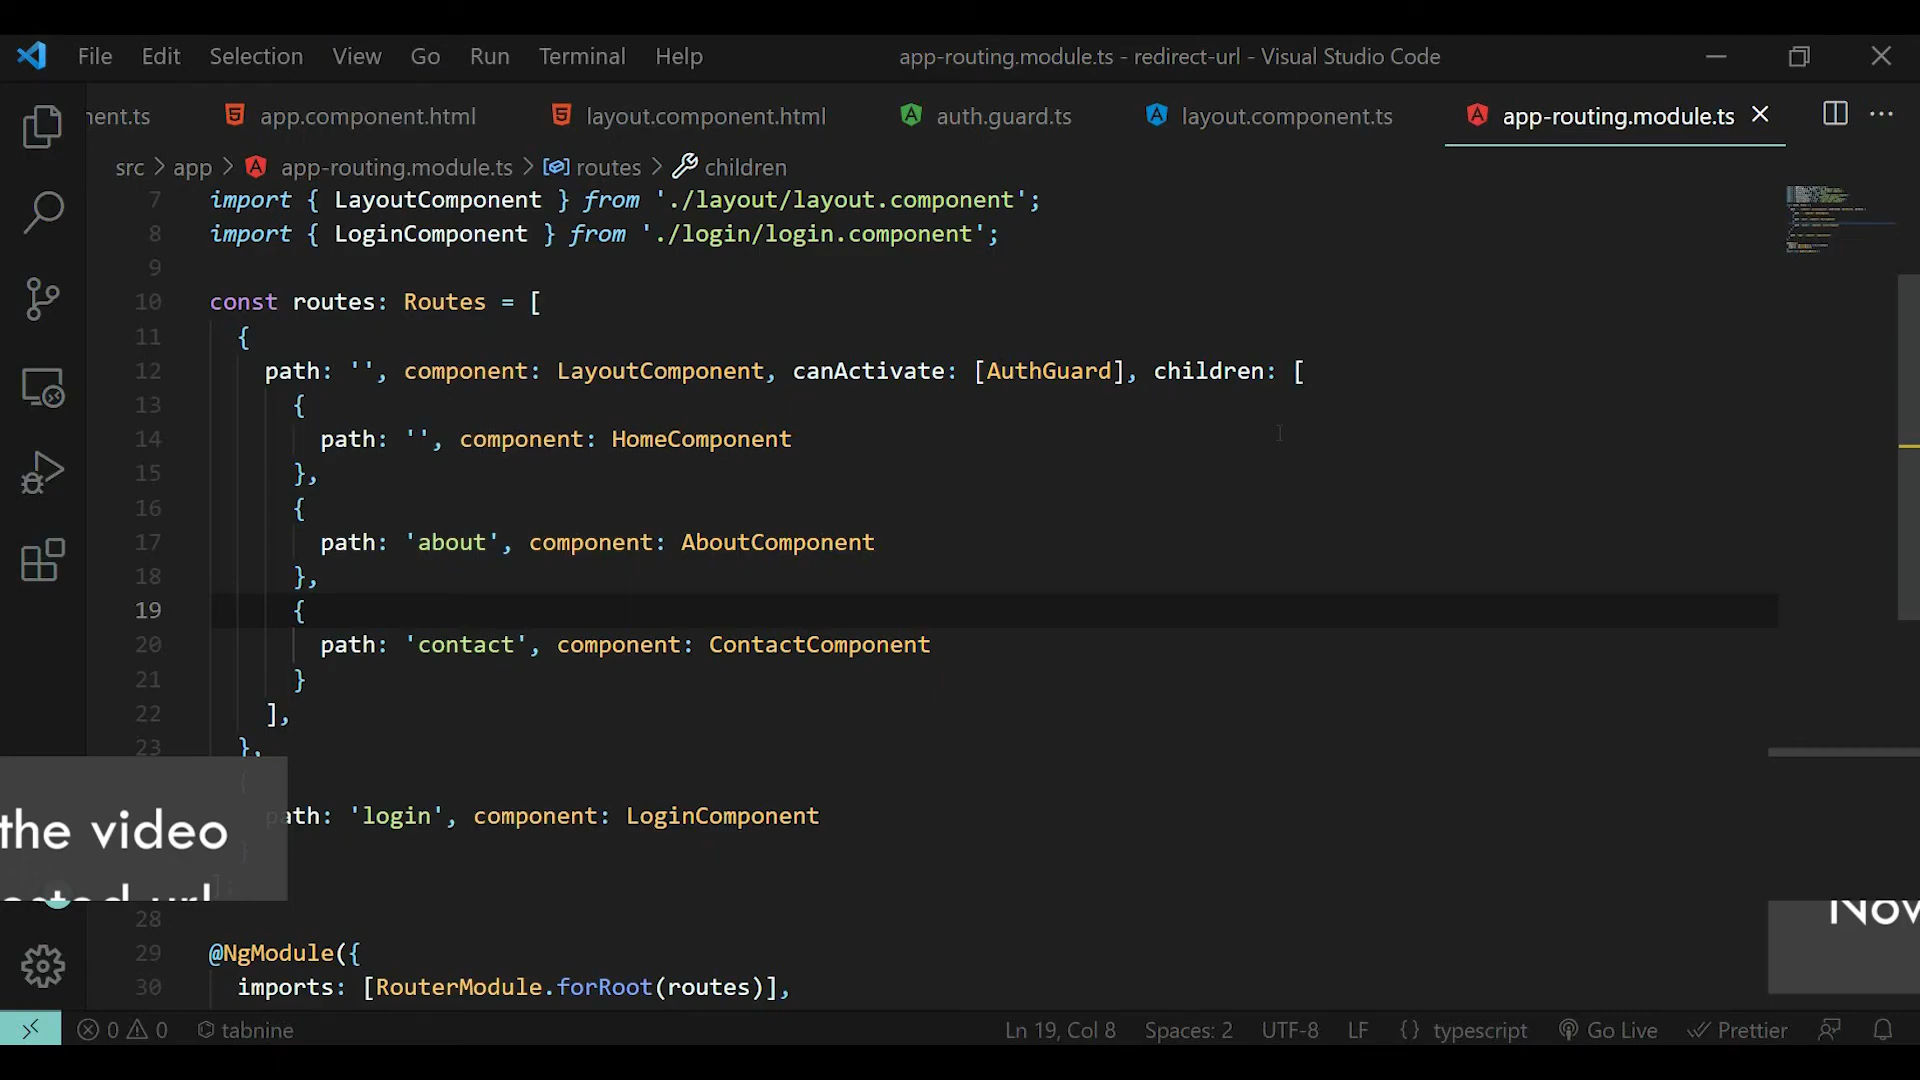 File Edit Selection View Go Run Terminal Help app-routing.module.ts - redirect-url - Visual Studio Code
nent.ts app.component.html layout.component.html auth.guard.ts layout.component.ts app-routing.module.ts
src > app > app-routing.module.ts > routes > children
7 import { LayoutComponent } from './layout/layout.component';
8 import { LoginComponent } from './login/login.component';
9
10 const routes: Routes = [
11 {
12 path: '', component: LayoutComponent, canActivate: [AuthGuard], children: [
13 {
14 path: '', component: HomeComponent
15 },
16 {
17 path: 'about', component: AboutComponent
18 },
19 {
20 path: 'contact', component: ContactComponent
21 }
22 ],
23 },
{
the video path: 'login', component: LoginComponent
}
url
28
29 @NgModule({
30 imports: [RouterModule.forRoot(routes)],
0 0 tabnine Ln 19, Col 8 Spaces: 2 UTF-8 LF {} typescript Go Live Prettier